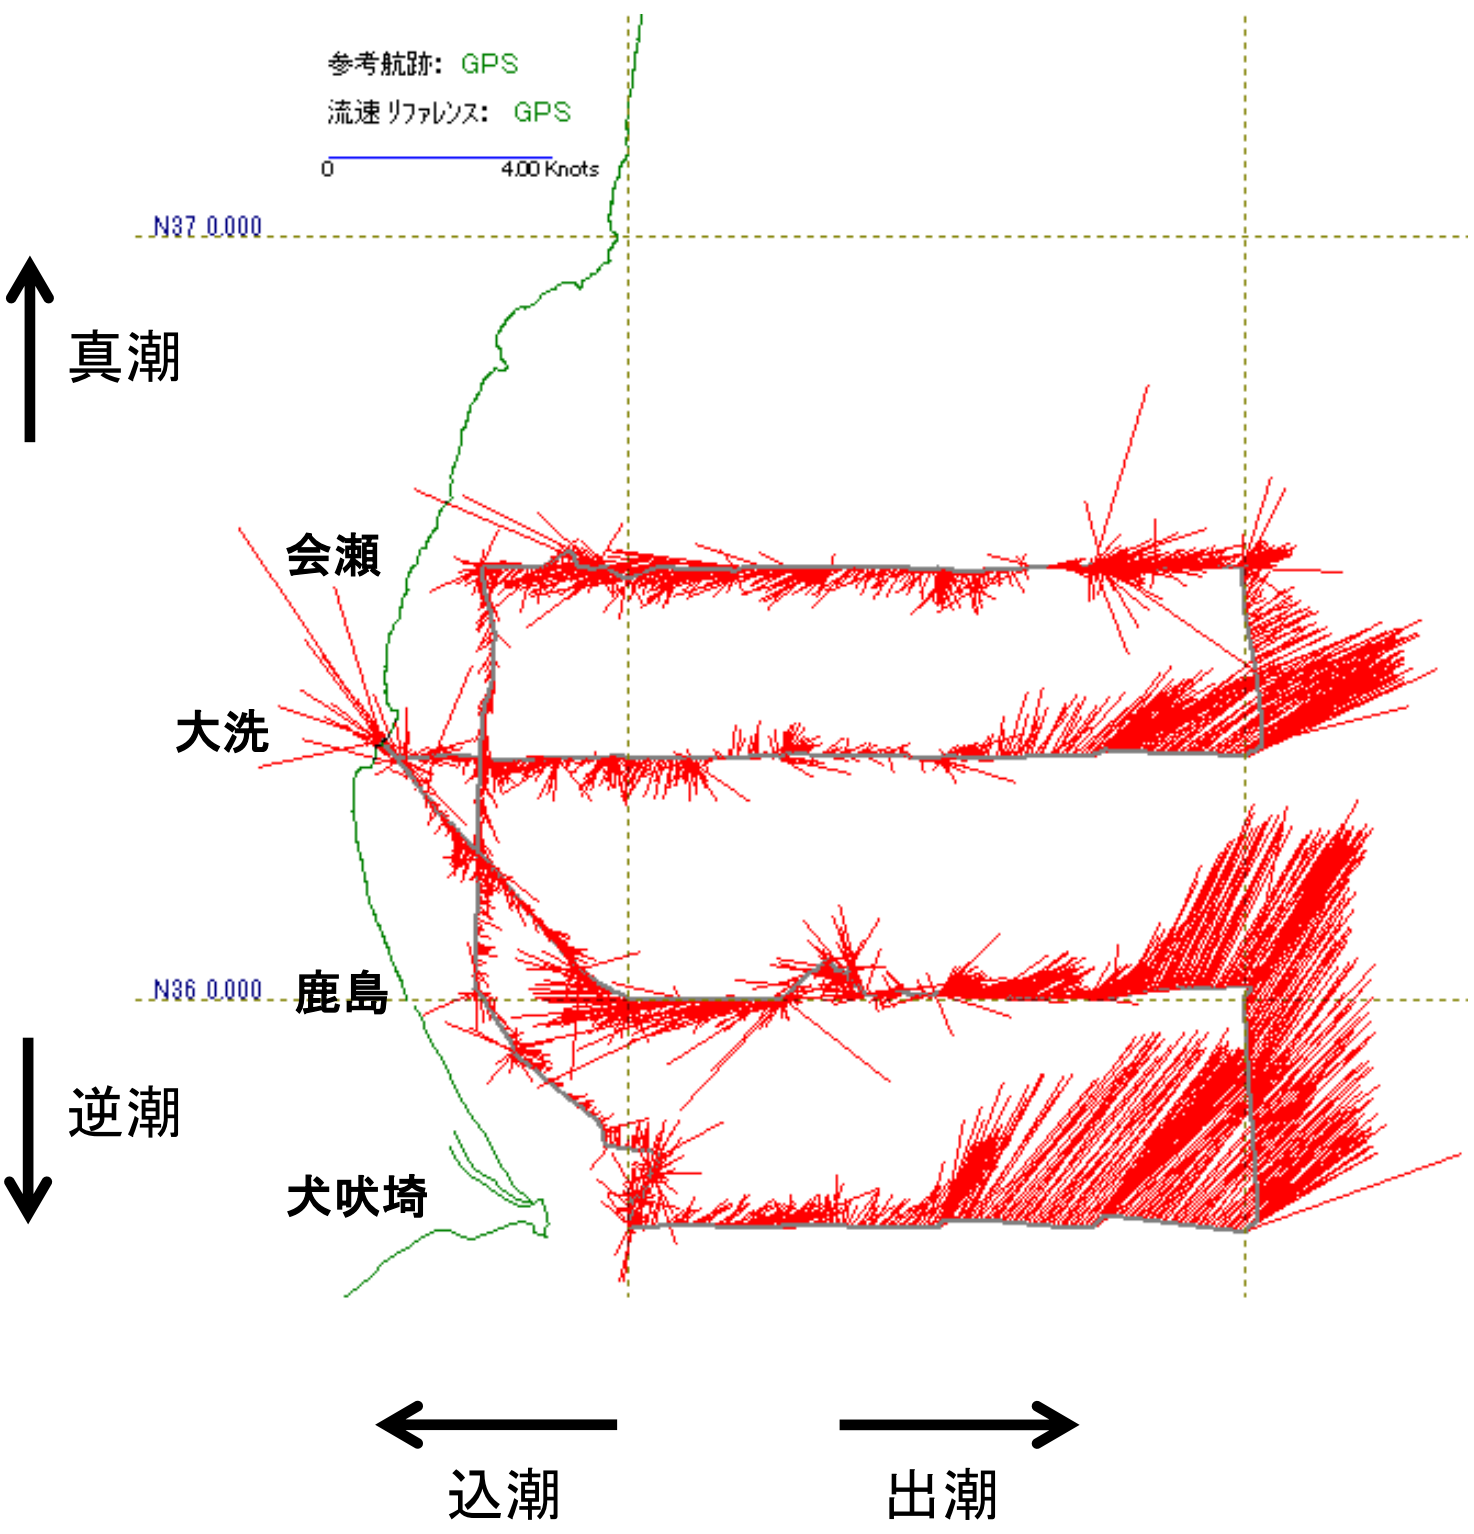 参考航跡: GPS
流速 リファレンス: GPS
0 4.00 Knots
N37 0.000
真潮
会瀬
大洗
N36 0.000
鹿島
逆潮
犬吠埼
込潮 出潮